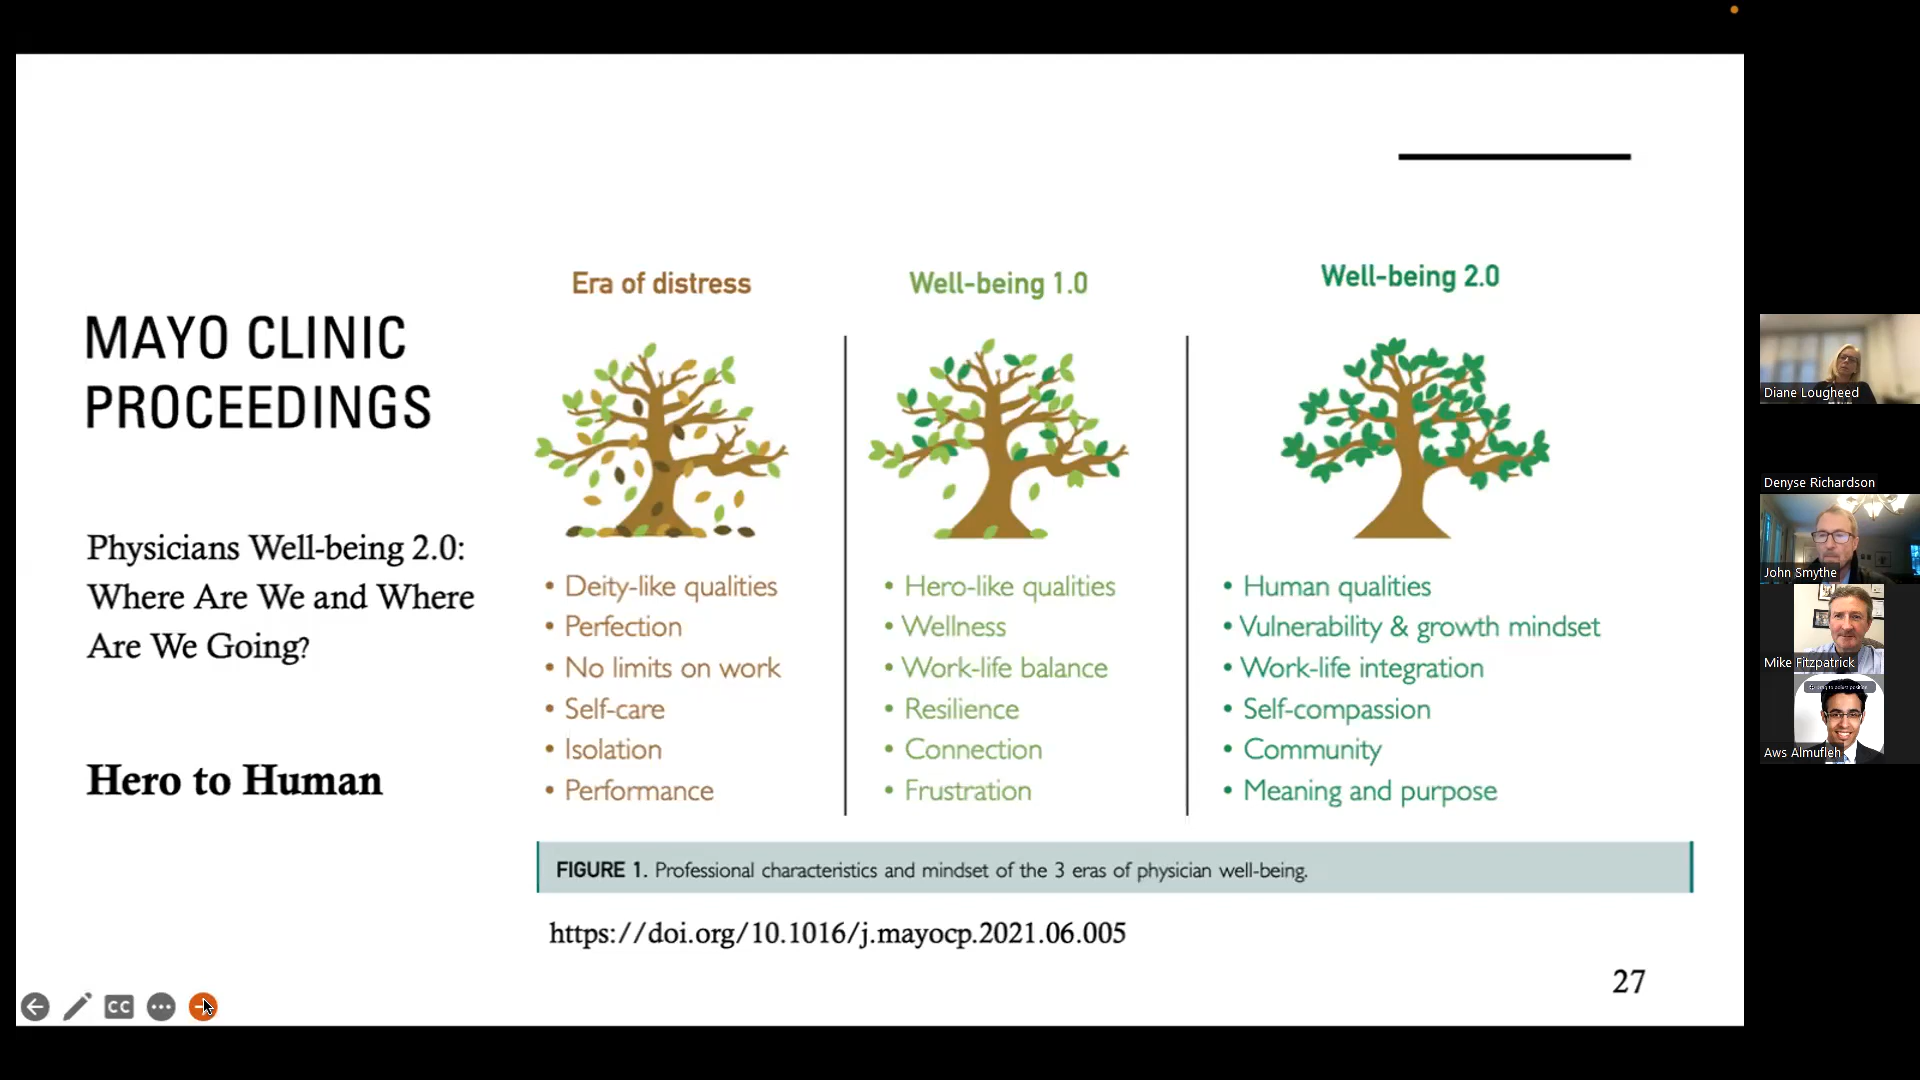 MAYO CLINIC
PROCEEDINGS
Physicians Well-being 2.0:
Where Are We and Where
Are We Going?
Hero to Human
Era of distress
• Deity-like qualities
• Perfection
• No limits on work
• Self-care
• Isolation
• Performance
Well-being 1.0
• Hero-like qualities
• Wellness
• Work-life balance
• Resilience
• Connection
• Frustration
Well-being 2.0
• Human qualities
• Vulnerability & growth mindset
• Work-life integration
• Self-compassion
• Community
• Meaning and purpose
FIGURE 1. Professional characteristics and mindset of the 3 eras of physician well-being.
https://doi.org/10.1016/j.mayocp.2021.06.005
27
CC
Diane Lougheed
Denyse Richardson
John Smythe
Mike Fitzpatrick
Aws Almufleh